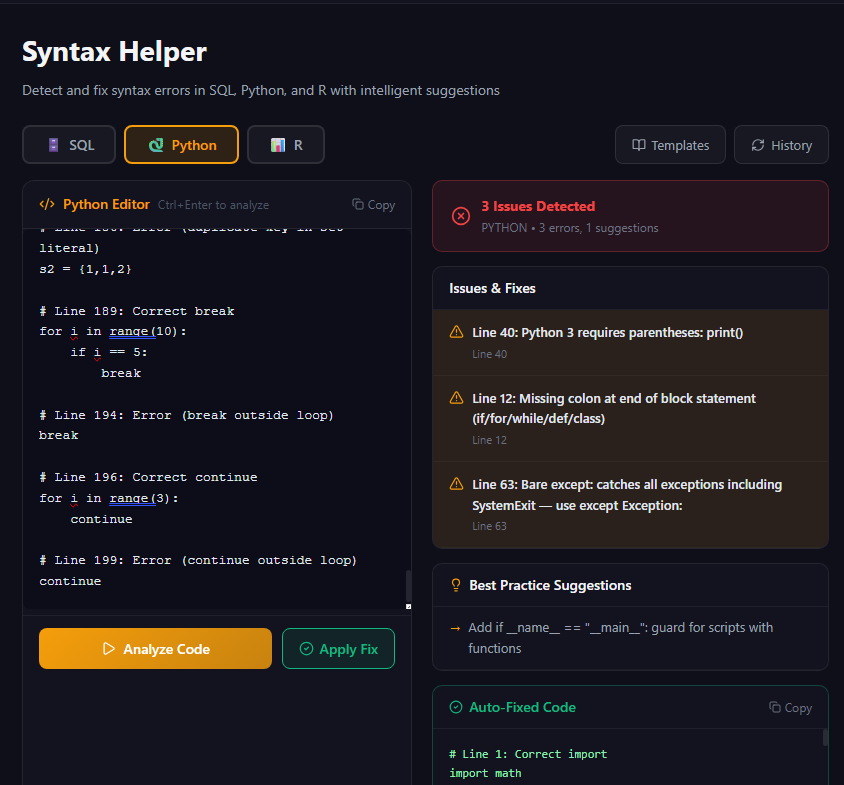 Syntax Helper
Detect and fix syntax errors in SQL, Python, and R with intelligent suggestions
SQL
Python
R
Templates
History
</> Python Editor Ctrl+Enter to analyze
Copy
literal)
s2 = {1,1,2}
# Line 189: Correct break
for i in range(10):
    if i == 5:
        break
# Line 194: Error (break outside loop)
break
# Line 196: Correct continue
for i in range(3):
    continue
# Line 199: Error (continue outside loop)
continue
Analyze Code
Apply Fix
3 Issues Detected
PYTHON • 3 errors, 1 suggestions
Issues & Fixes
Line 40: Python 3 requires parentheses: print()
Line 40
Line 12: Missing colon at end of block statement
(if/for/while/def/class)
Line 12
Line 63: Bare except: catches all exceptions including
SystemExit — use except Exception:
Line 63
Best Practice Suggestions
→ Add if __name__ == "__main__": guard for scripts with
functions
Auto-Fixed Code
Copy
# Line 1: Correct import
import math